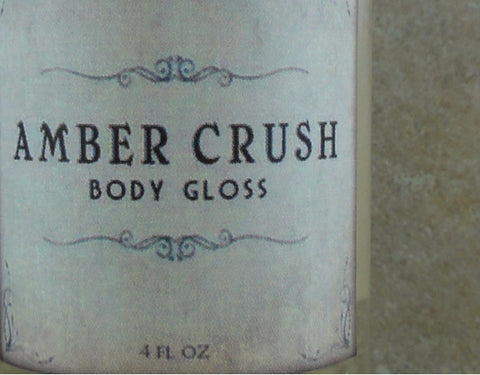 AMBER CRUSH
BODY GLOSS
4 FL OZ